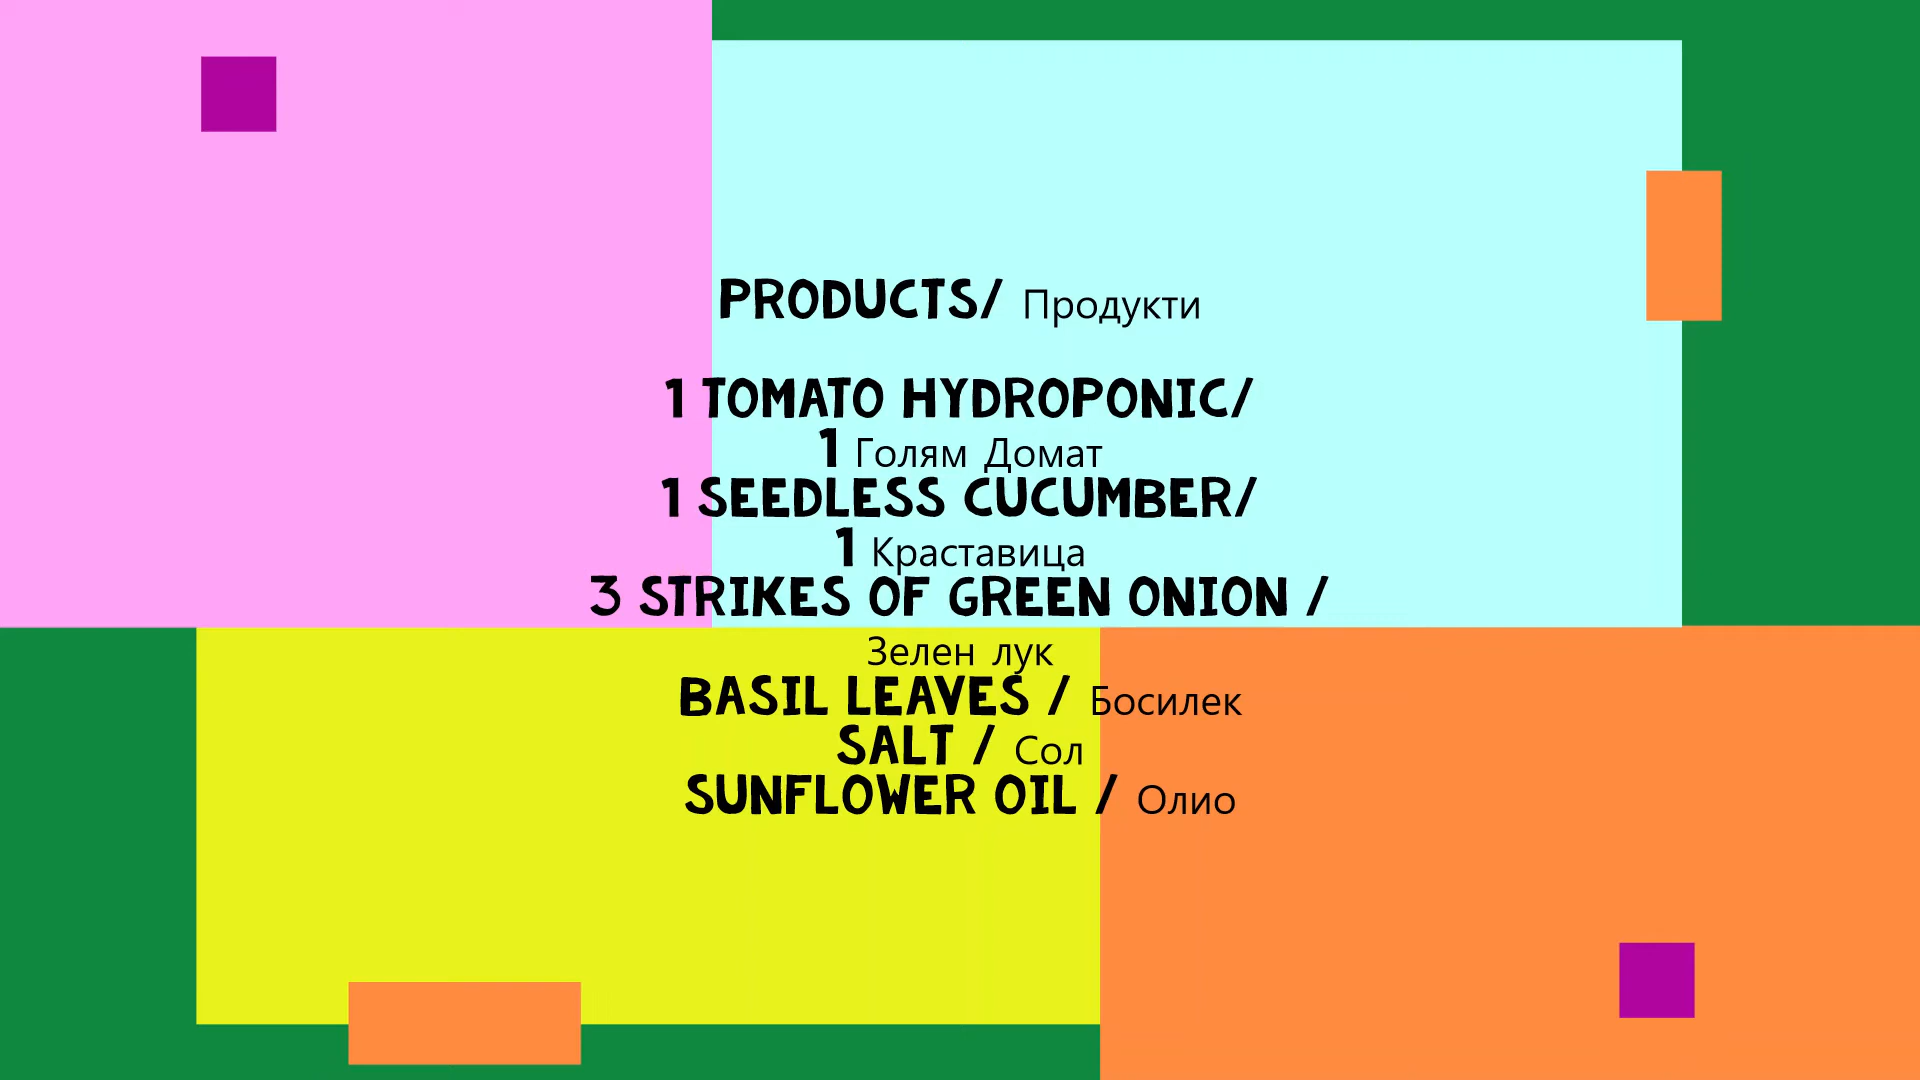 PRODUCTS/ Продукти
1 TOMATO HYDROPONIC/
1 Голям Домат
1 SEEDLESS CUCUMBER/
1 Краставица
3 STRIKES OF GREEN ONION /
Зелен лук
BASIL LEAVES / Босилек
SALT / Сол
SUNFLOWER OIL / Олио